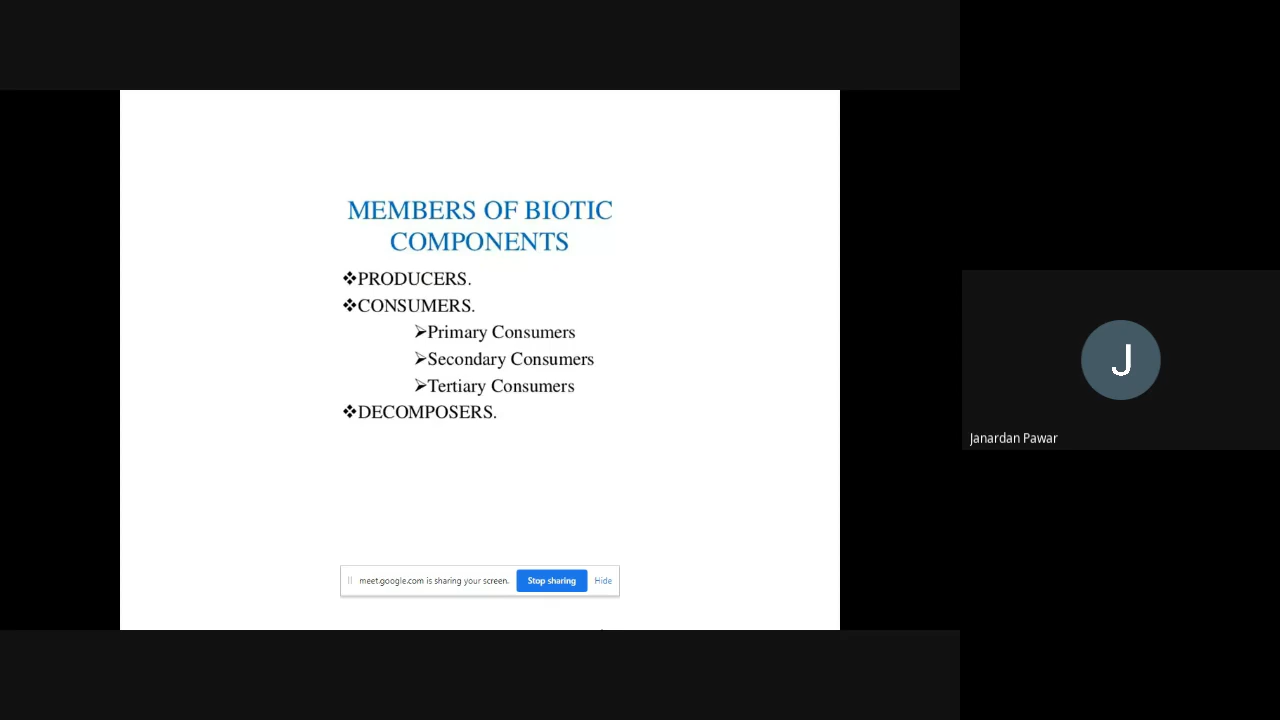 MEMBERS OF BIOTIC
COMPONENTS
❖PRODUCERS.
❖CONSUMERS.
➢Primary Consumers
➢Secondary Consumers
➢Tertiary Consumers
❖DECOMPOSERS.
meet.google.com is sharing your screen. Stop sharing Hide
J
Janardan Pawar